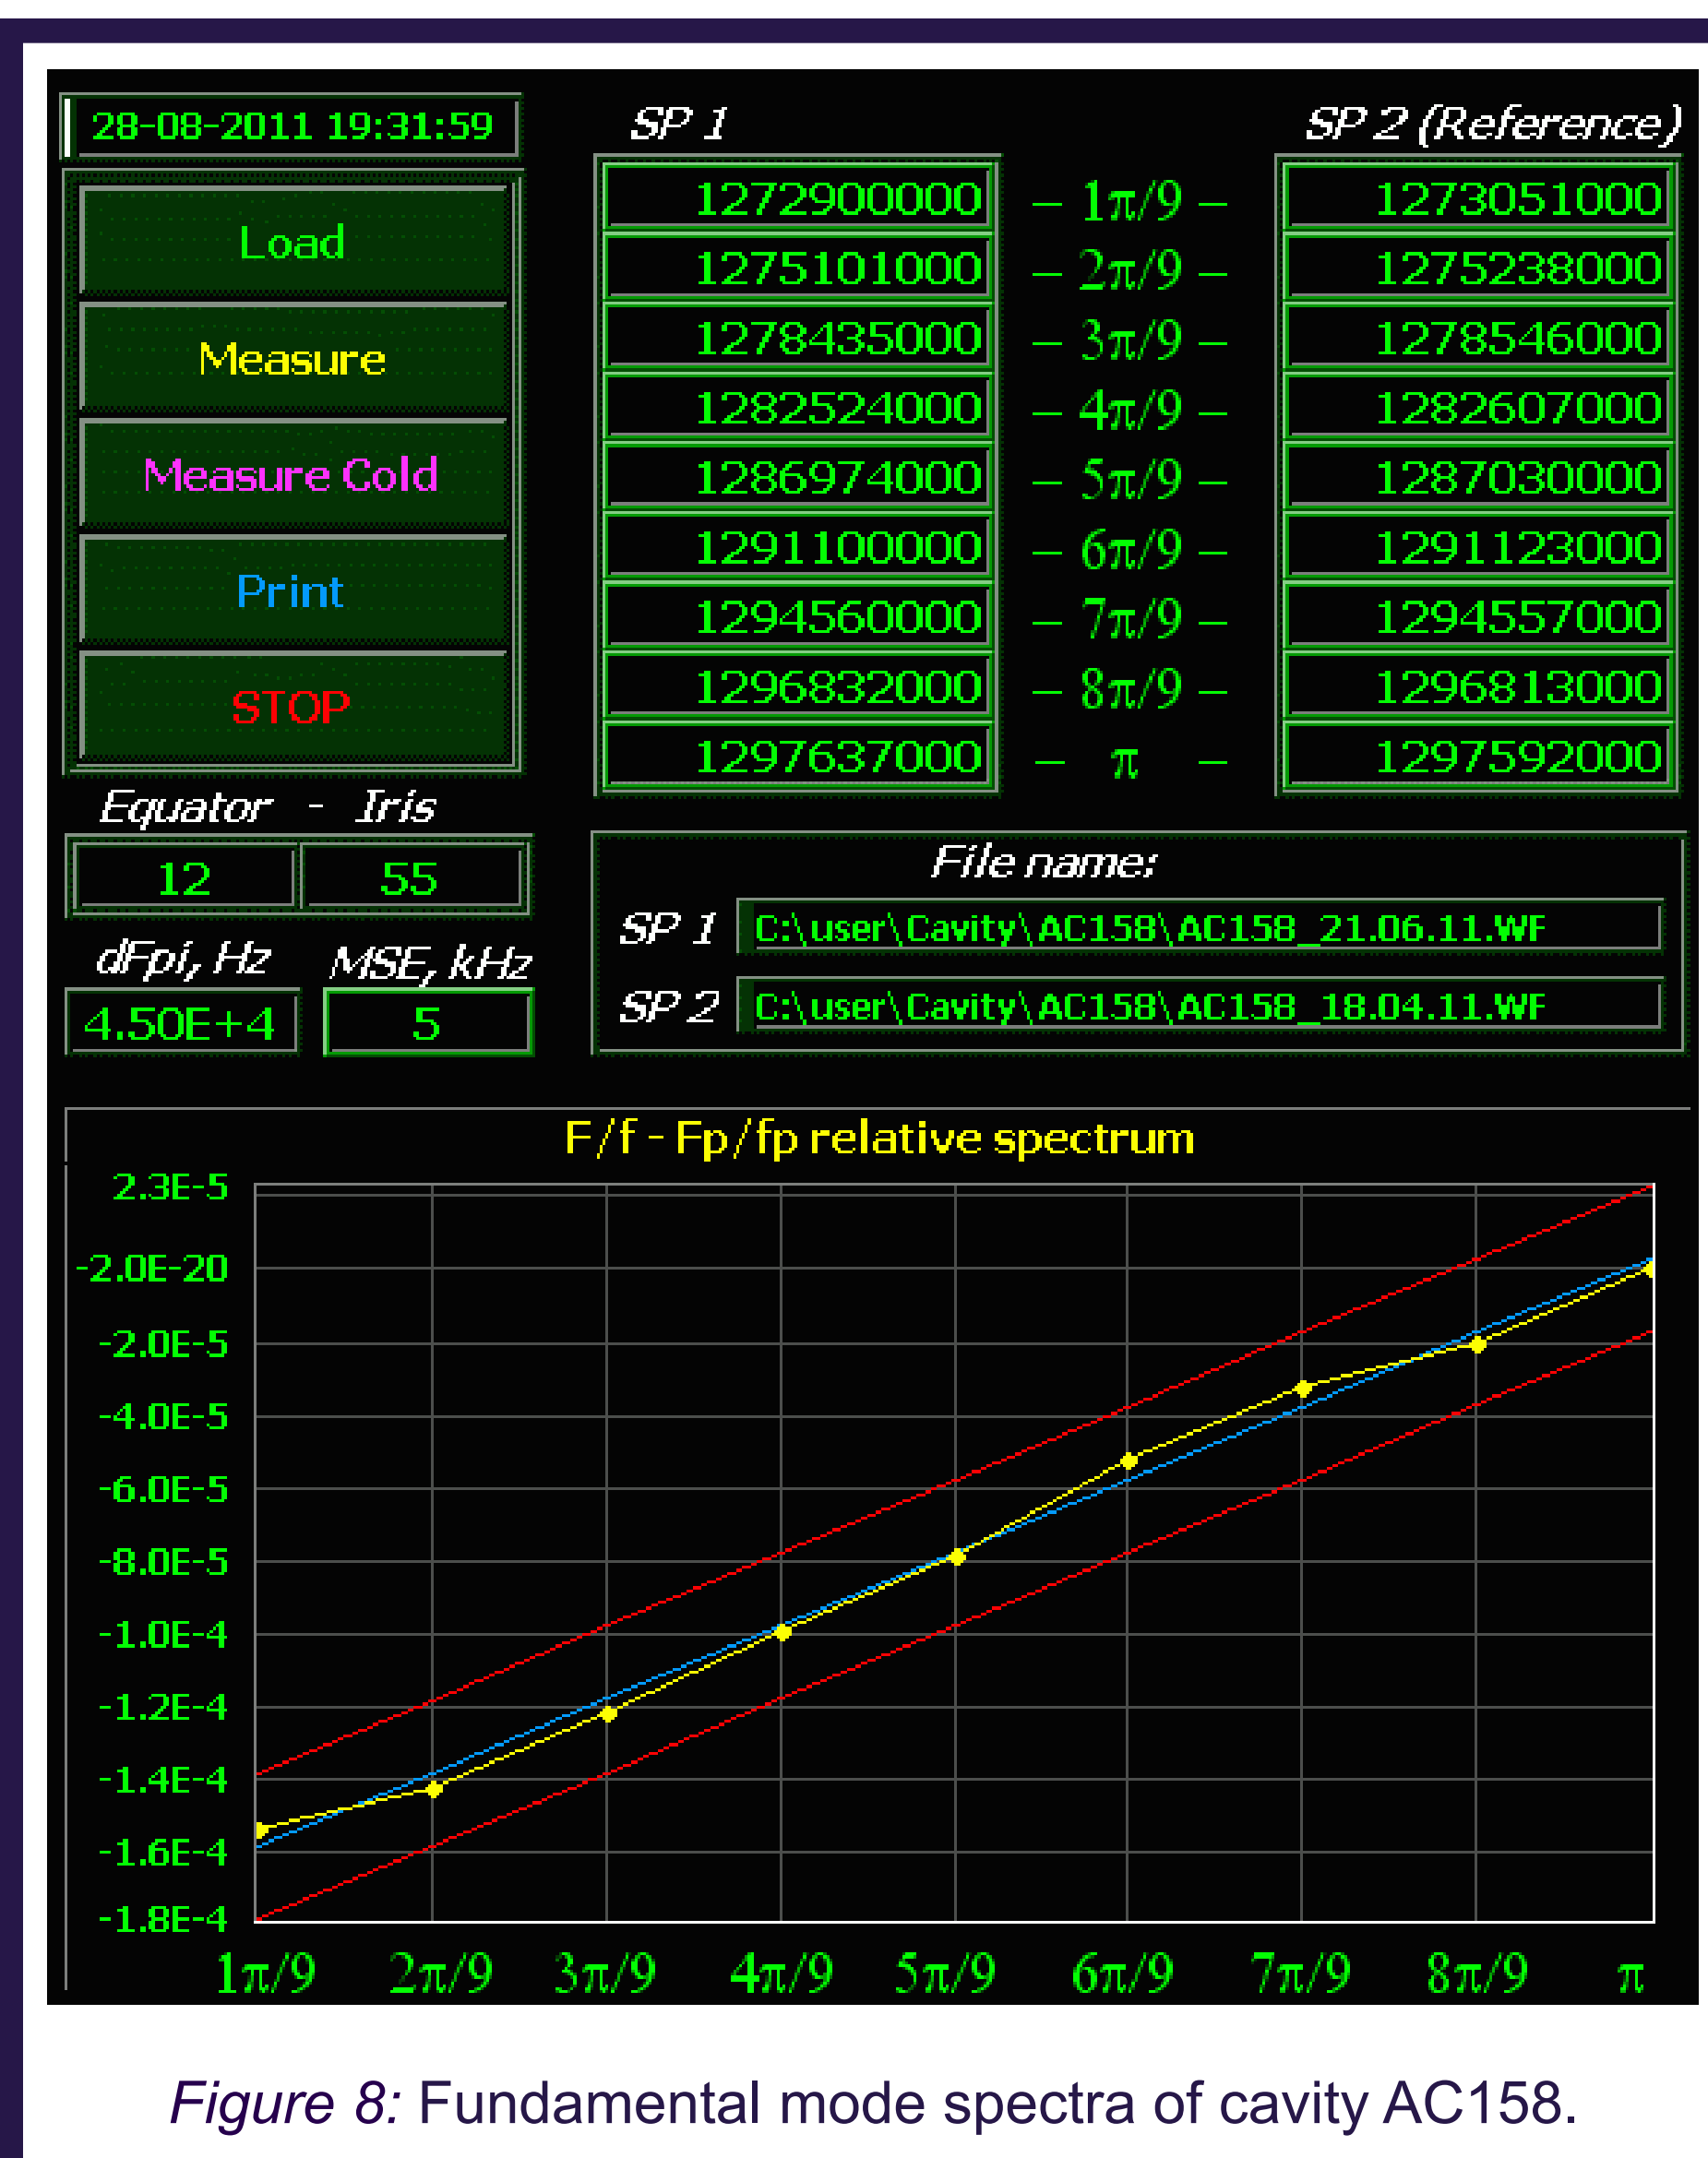 28-08-2011 19:31:59
Load
Measure
Measure Cold
Print
STOP
Equator - Iris
12 55
dFpi, Hz MSE, kHz
4.50E+4 5
SP 1 SP 2 (Reference)
1272900000 – 1π/9 – 1273051000
1275101000 – 2π/9 – 1275238000
1278435000 – 3π/9 – 1278546000
1282524000 – 4π/9 – 1282607000
1286974000 – 5π/9 – 1287030000
1291100000 – 6π/9 – 1291123000
1294560000 – 7π/9 – 1294557000
1296832000 – 8π/9 – 1296813000
1297637000 – π – 1297592000
File name:
SP 1 C:\user\Cavity\AC158\AC158_21.06.11.WF
SP 2 C:\user\Cavity\AC158\AC158_18.04.11.WF
F/f - Fp/fp relative spectrum
2.3E-5
-2.0E-20
-2.0E-5
-4.0E-5
-6.0E-5
-8.0E-5
-1.0E-4
-1.2E-4
-1.4E-4
-1.6E-4
-1.8E-4
1π/9 2π/9 3π/9 4π/9 5π/9 6π/9 7π/9 8π/9 π
Figure 8: Fundamental mode spectra of cavity AC158.